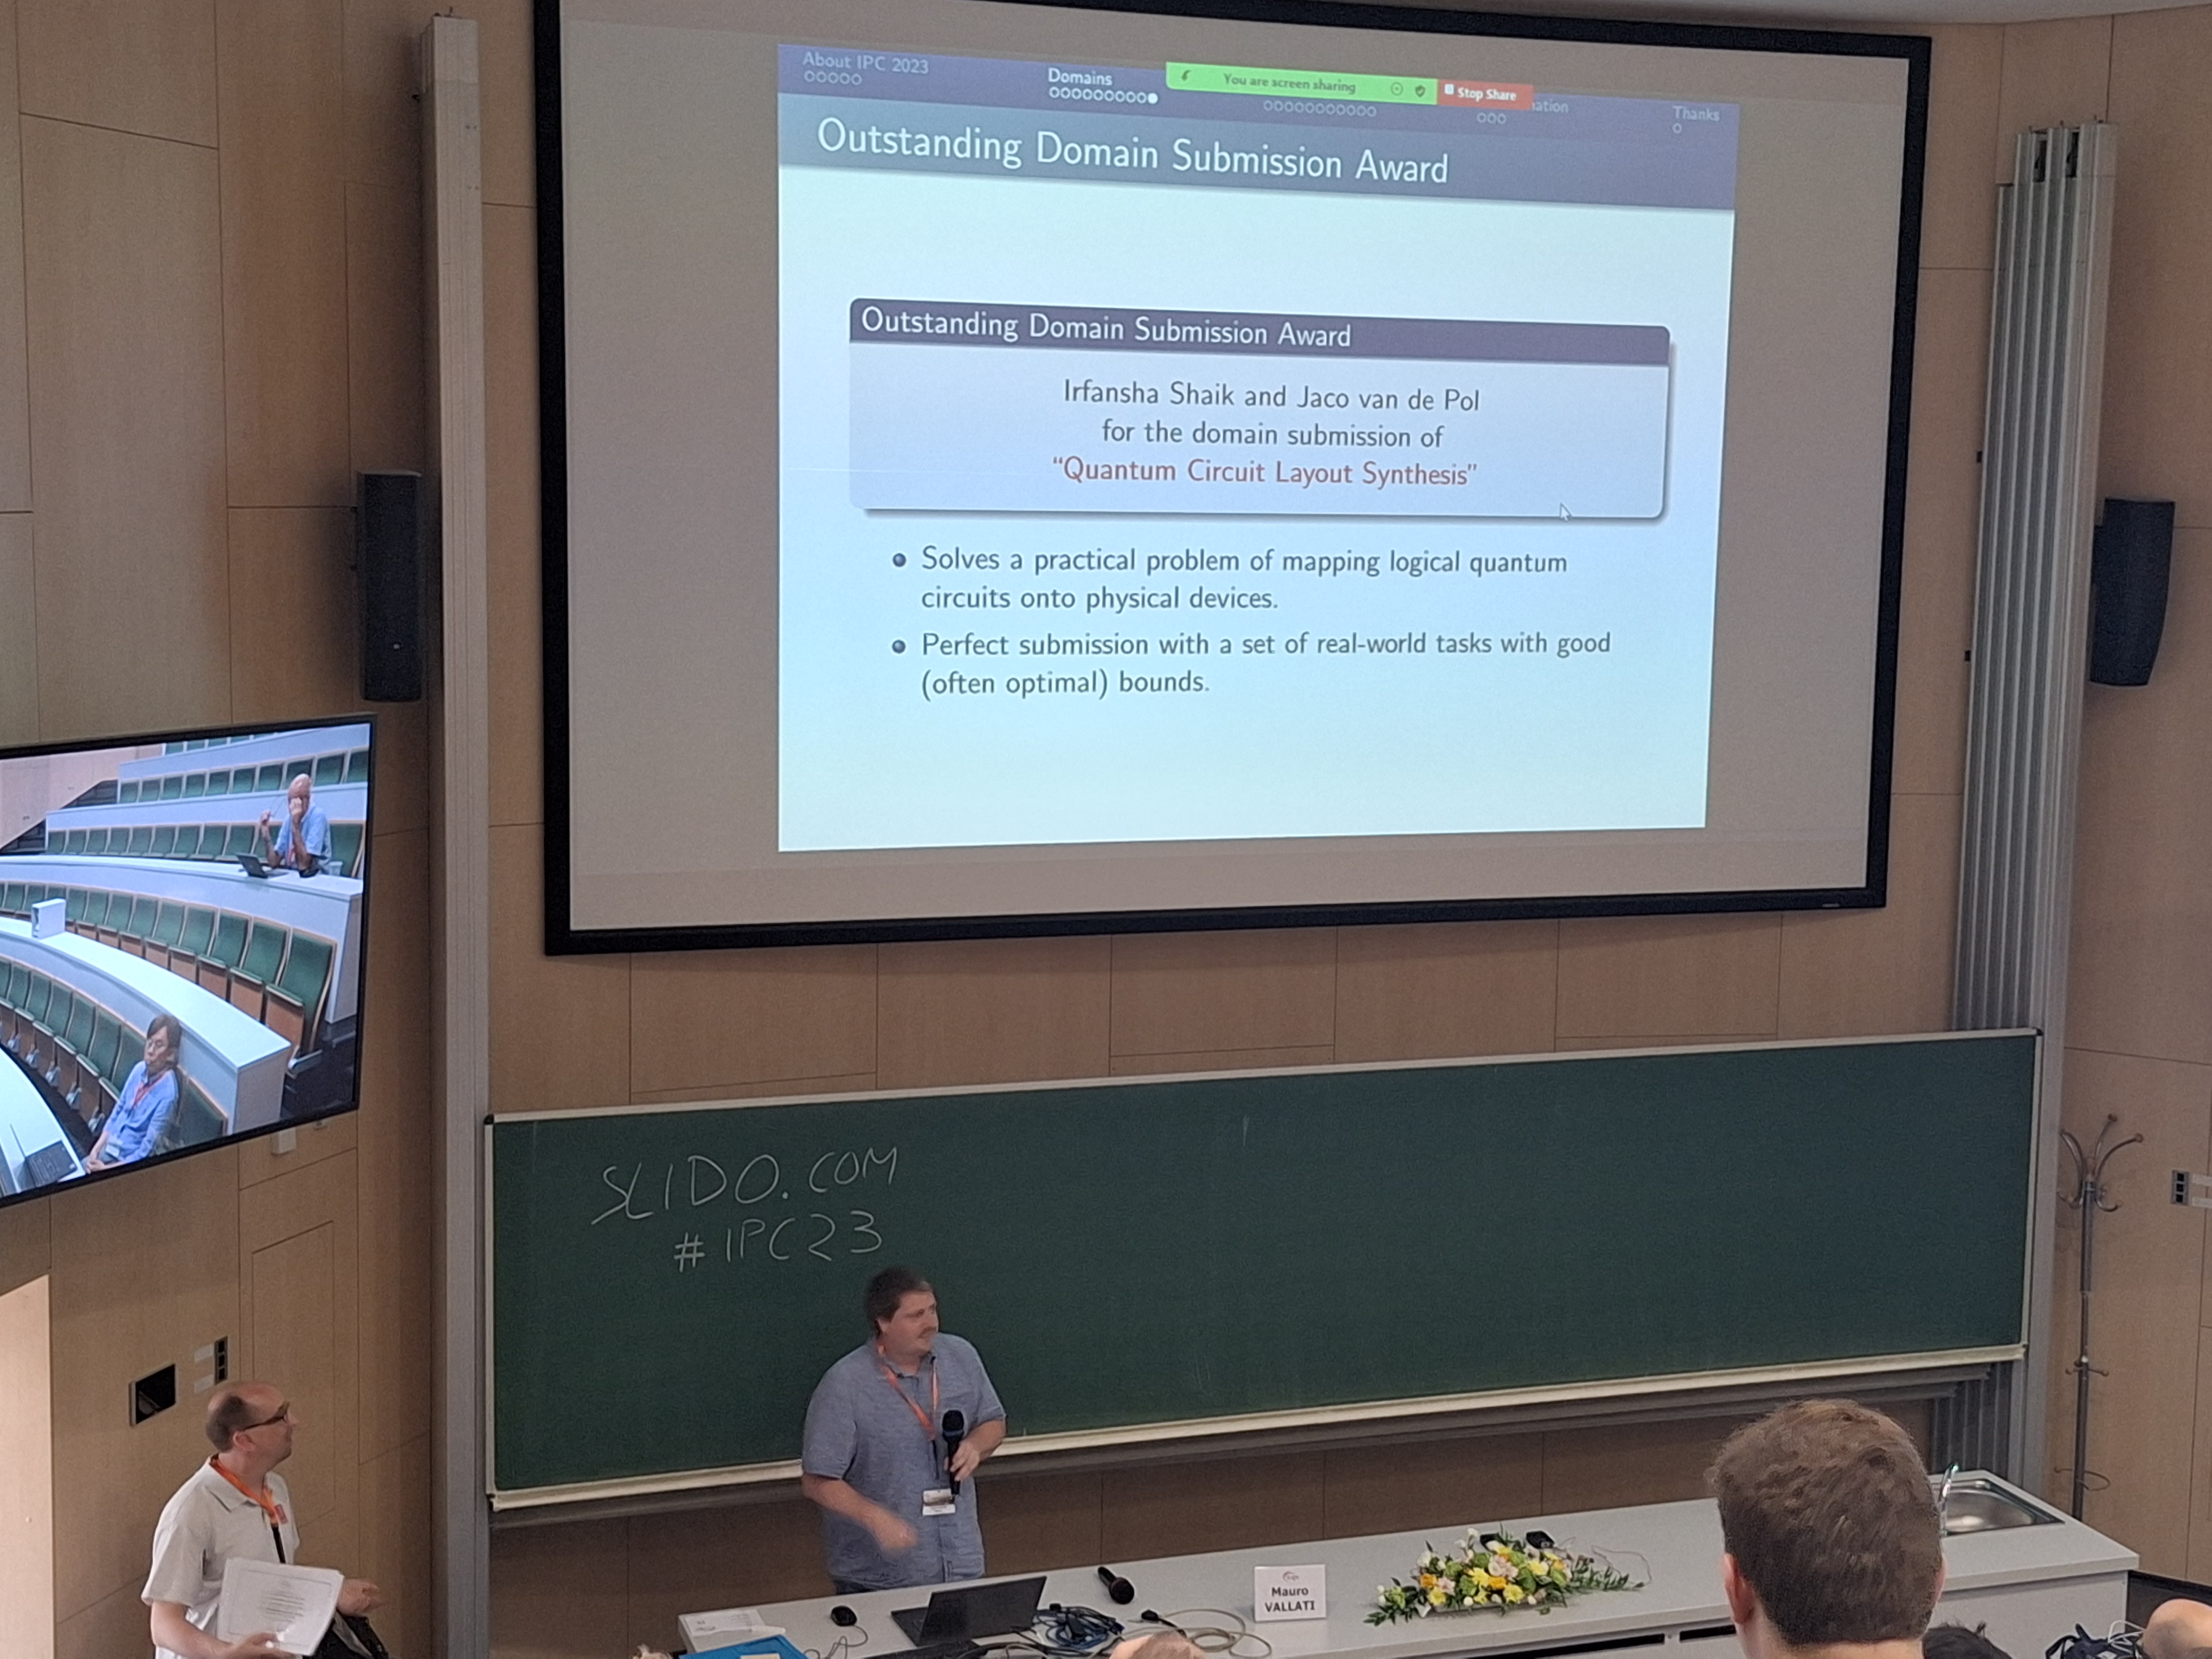 About IPC 2023
Domains
You are screen sharing
Stop Share
ation
Thanks
Outstanding Domain Submission Award
Outstanding Domain Submission Award
Irfansha Shaik and Jaco van de Pol
for the domain submission of
“Quantum Circuit Layout Synthesis”
Solves a practical problem of mapping logical quantum
circuits onto physical devices.
Perfect submission with a set of real-world tasks with good
(often optimal) bounds.
SLIDO.COM
#IPC23
Mauro
VALLATI